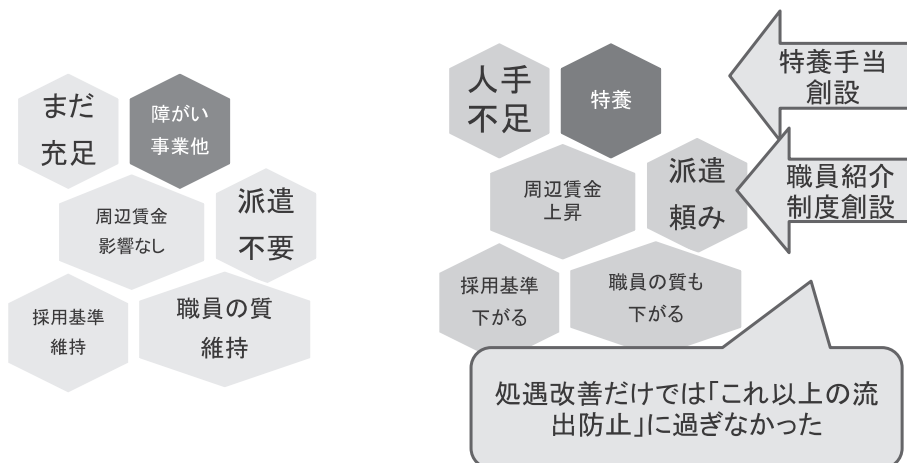 まだ
充足
障がい
事業他
周辺賃金
影響なし
派遣
不要
採用基準
維持
職員の質
維持
人手
不足
特養
周辺賃金
上昇
派遣
頼み
採用基準
下がる
職員の質も
下がる
特養手当
創設
職員紹介
制度創設
処遇改善だけでは「これ以上の流
出防止」に過ぎなかった